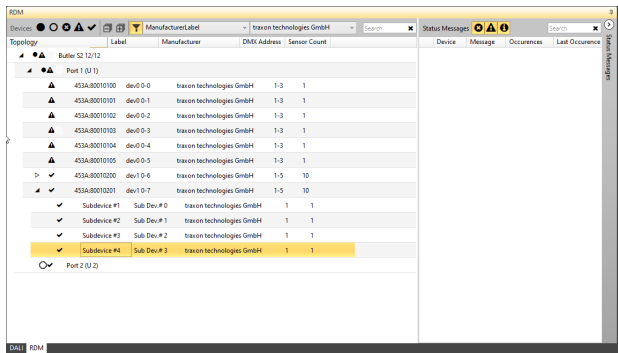 RDM
Devices ManufacturerLabel traxon technologies GmbH Search Status Messages Search
Topology Label Manufacturer DMX Address Sensor Count Device Message Occurences Last Occurence
Status Messages
Butler S2 12/12
Port 1 (U 1)
453A:80010100 dev0 0-0 traxon technologies GmbH 1-3 1
453A:80010101 dev0 0-1 traxon technologies GmbH 1-3 1
453A:80010102 dev0 0-2 traxon technologies GmbH 1-3 1
453A:80010103 dev0 0-3 traxon technologies GmbH 1-3 1
453A:80010104 dev0 0-4 traxon technologies GmbH 1-3 1
453A:80010105 dev0 0-5 traxon technologies GmbH 1-3 1
453A:80010200 dev1 0-6 traxon technologies GmbH 1-5 10
453A:80010201 dev1 0-7 traxon technologies GmbH 1-5 10
Subdevice #1 Sub Dev.# 0 traxon technologies GmbH 1 1
Subdevice #2 Sub Dev.# 1 traxon technologies GmbH 1 1
Subdevice #3 Sub Dev.# 2 traxon technologies GmbH 1 1
Subdevice #4 Sub Dev.# 3 traxon technologies GmbH 1 1
Port 2 (U 2)
DALI RDM